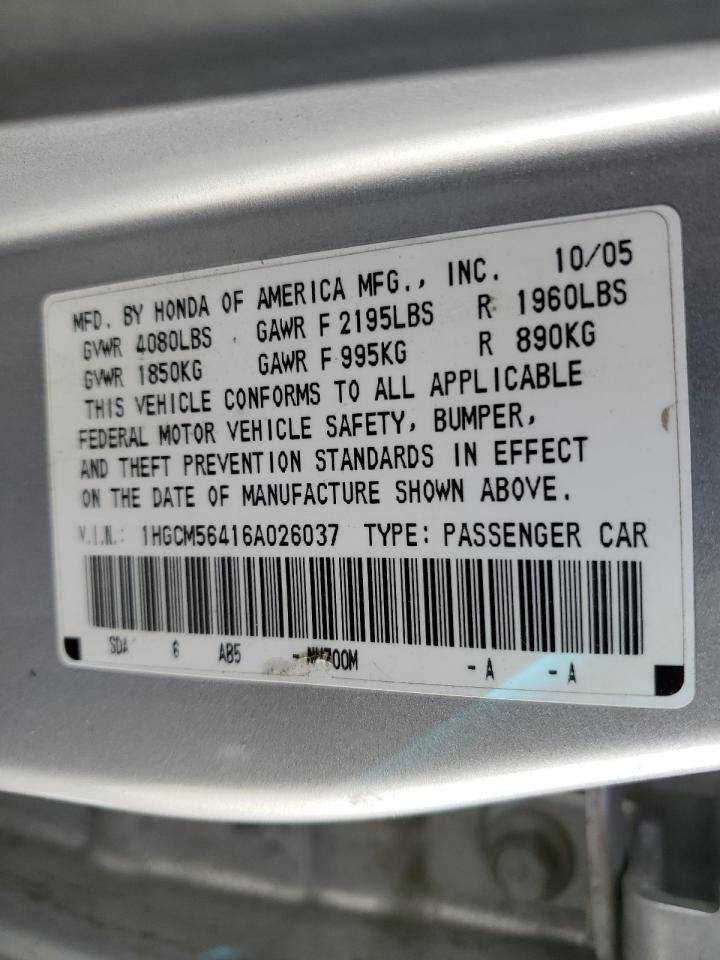 MFD. BY HONDA OF AMERICA MFG., INC. 10/05
GVWR 4080LBS GAWR F 2195LBS R 1960LBS
GVWR 1850KG GAWR F 995KG R 890KG
THIS VEHICLE CONFORMS TO ALL APPLICABLE
FEDERAL MOTOR VEHICLE SAFETY, BUMPER,
AND THEFT PREVENTION STANDARDS IN EFFECT
ON THE DATE OF MANUFACTURE SHOWN ABOVE.
V.I.N.: 1HGCM56416A026037 TYPE: PASSENGER CAR
SDA 6 AB5 - NH700M - A - A